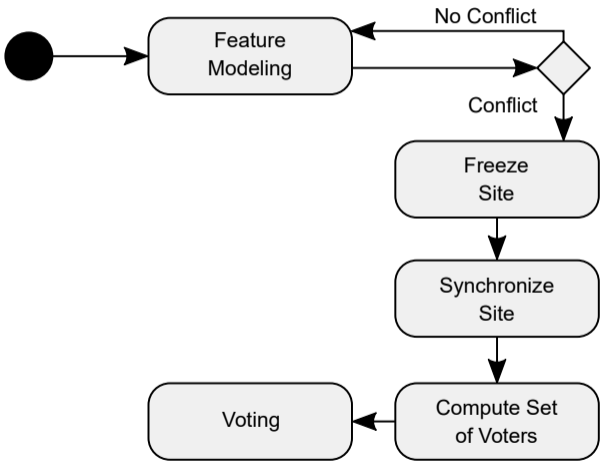 No Conflict
Feature
Modeling
Conflict
Freeze
Site
Synchronize
Site
Compute Set
of Voters
Voting